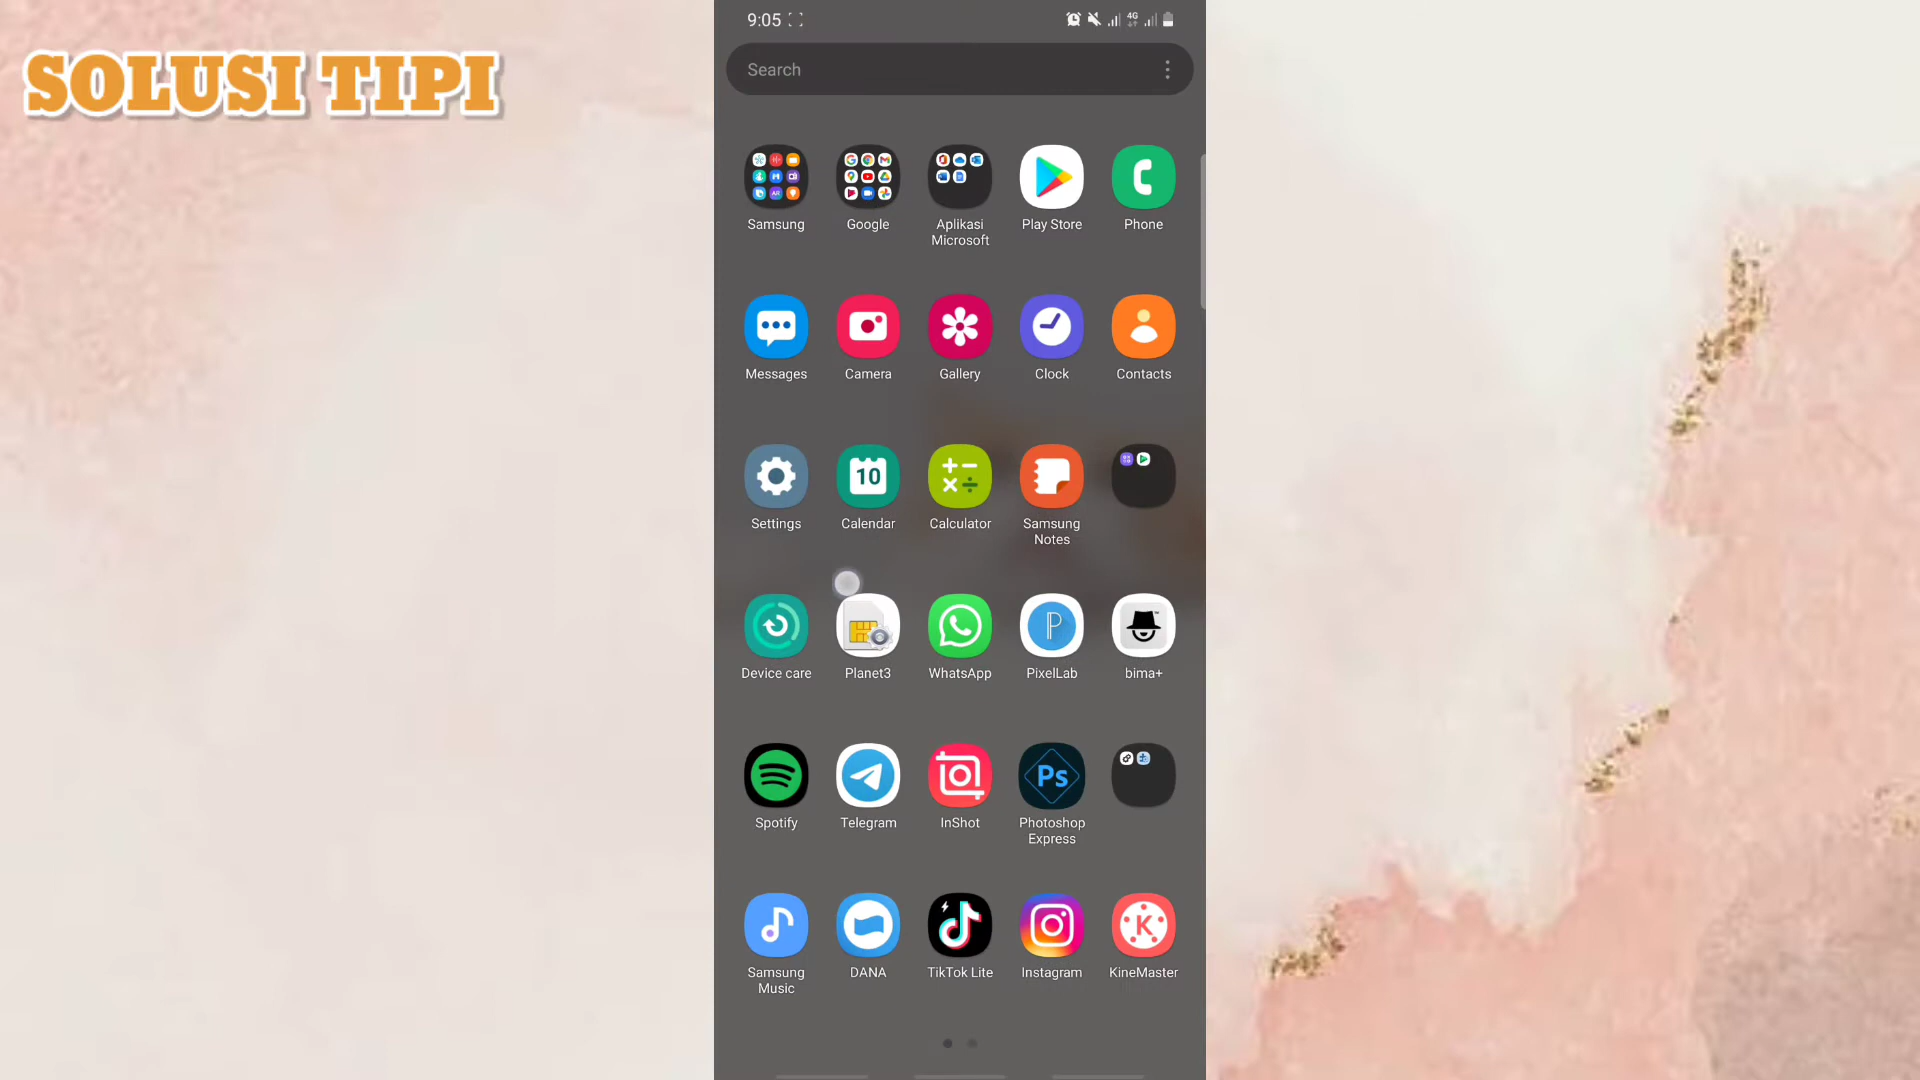 SOLUSI TIPI
9:05
4G
Search
Samsung
Google
Aplikasi
Microsoft
Play Store
Phone
Messages
Camera
Gallery
Clock
Contacts
10
Settings
Calendar
Calculator
Samsung
Notes
Device care
Planet3
WhatsApp
PixelLab
bima+
Ps
Spotify
Telegram
InShot
Photoshop
Express
K
Samsung
Music
DANA
TikTok Lite
Instagram
KineMaster